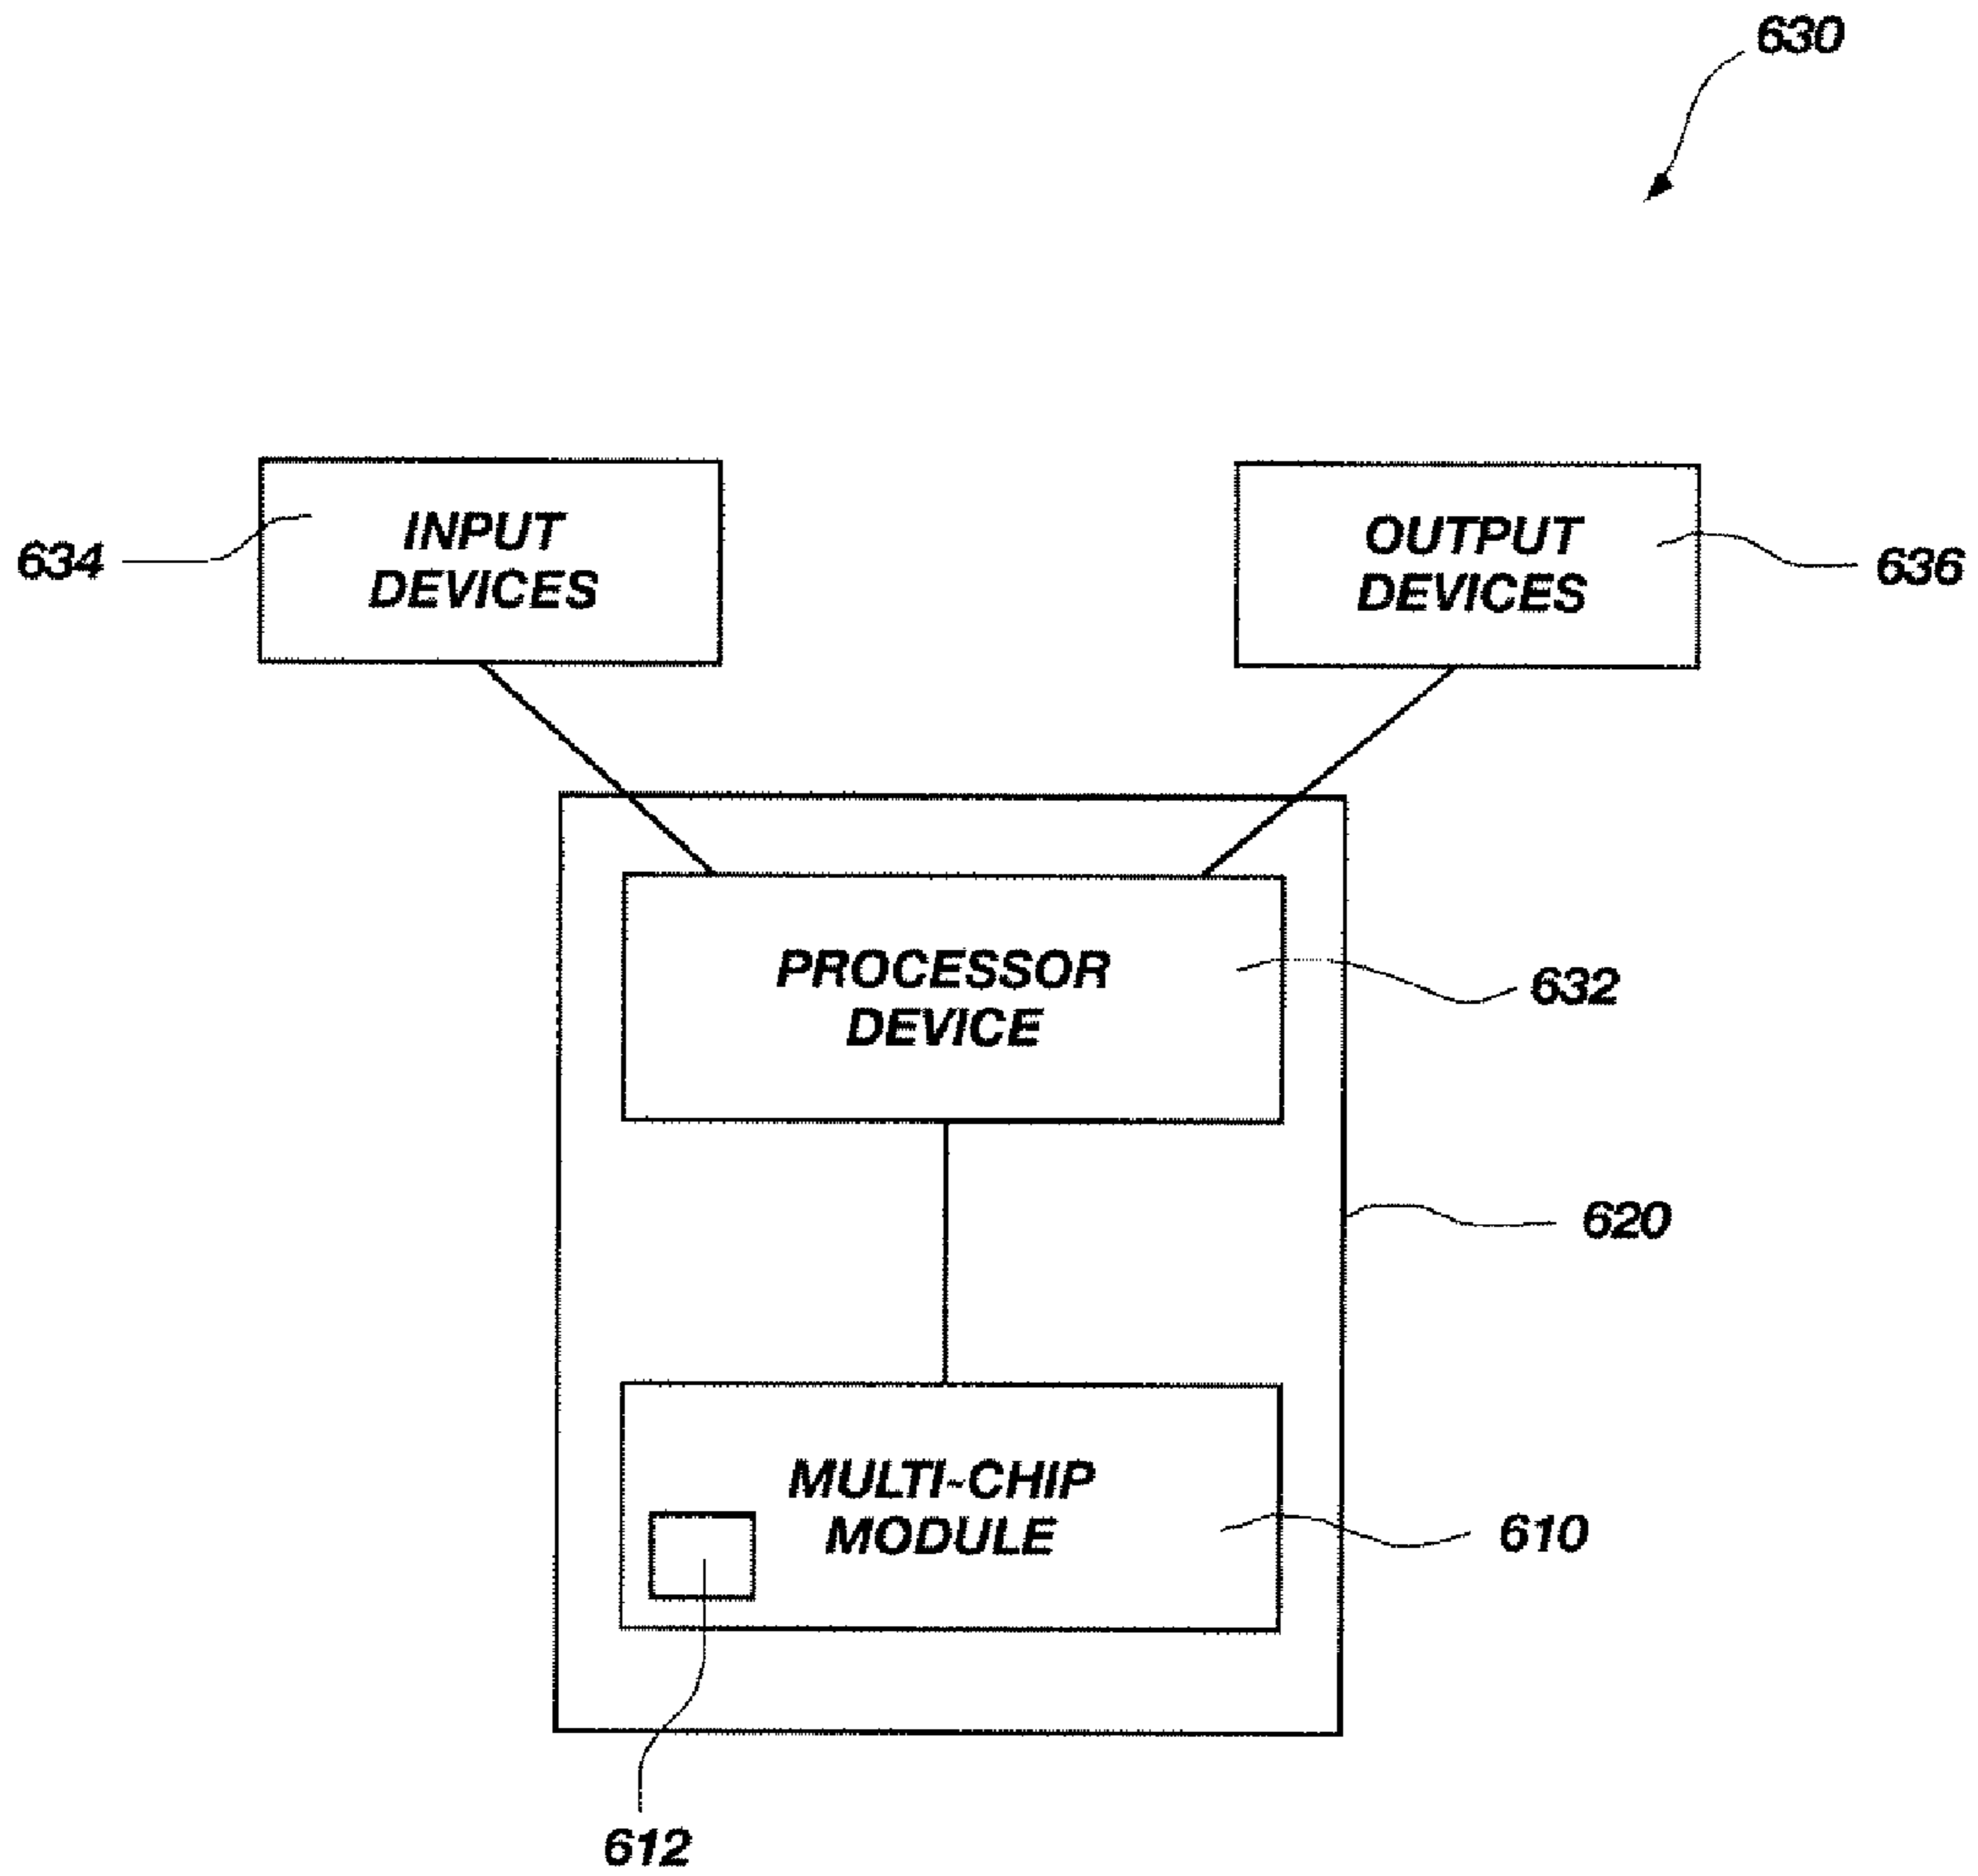 630
INPUT
DEVICES
634
OUTPUT
DEVICES
636
PROCESSOR
DEVICE
632
620
MULTI-CHIP
MODULE
610
612